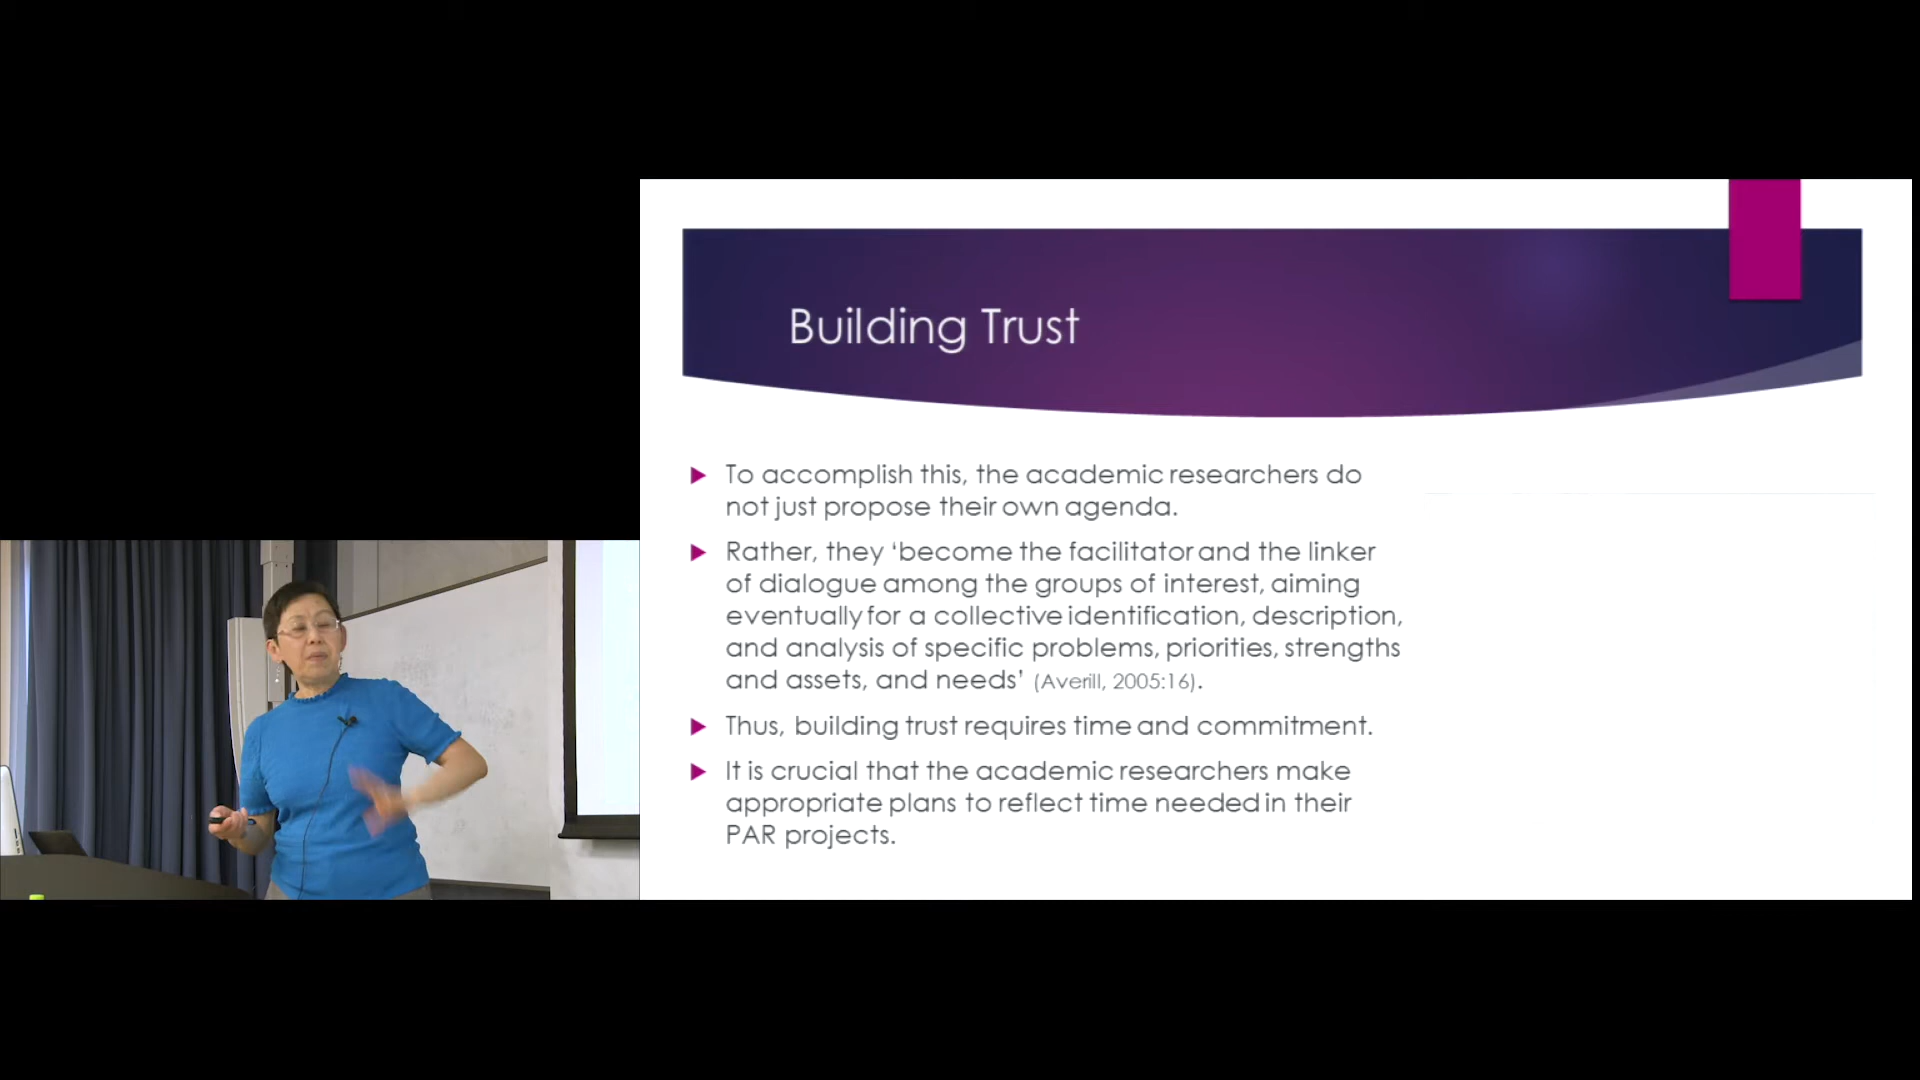 Building Trust
To accomplish this, the academic researchers do
not just propose their own agenda.
Rather, they ‘become the facilitator and the linker
of dialogue among the groups of interest, aiming
eventually for a collective identification, description,
and analysis of specific problems, priorities, strengths
and assets, and needs’ (Averill, 2005:16).
Thus, building trust requires time and commitment.
It is crucial that the academic researchers make
appropriate plans to reflect time needed in their
PAR projects.